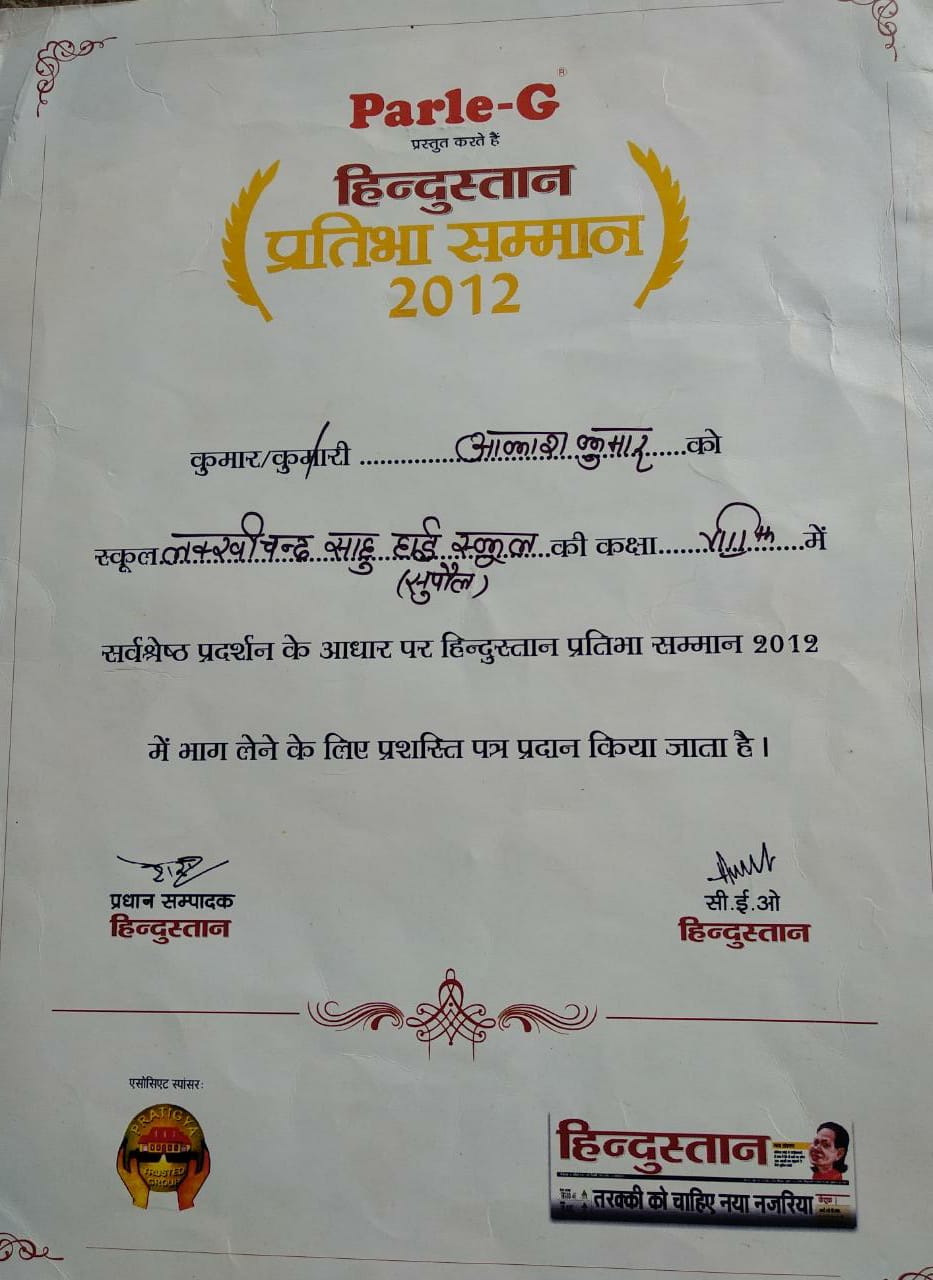 Parle-G®
प्रस्तुत करते हैं
हिन्दुस्तान
प्रतिभा सम्मान
2012
कुमार/कुमारी ....................आकाश कुमार......को
स्कूल लक्ष्वीचन्द्र साहु हाई स्कूल की कक्षा.......VIIIth.......में
(सुपौल)
सर्वश्रेष्ठ प्रदर्शन के आधार पर हिन्दुस्तान प्रतिभा सम्मान 2012
में भाग लेने के लिए प्रशस्ति पत्र प्रदान किया जाता है।
प्रधान सम्पादक
हिन्दुस्तान
सी.ई.ओ
हिन्दुस्तान
एसोसिएट स्पांसर:
PRATIGYA
TRUSTED
GROUP
हिन्दुस्तान
तरक्की को चाहिए नया नजरिया